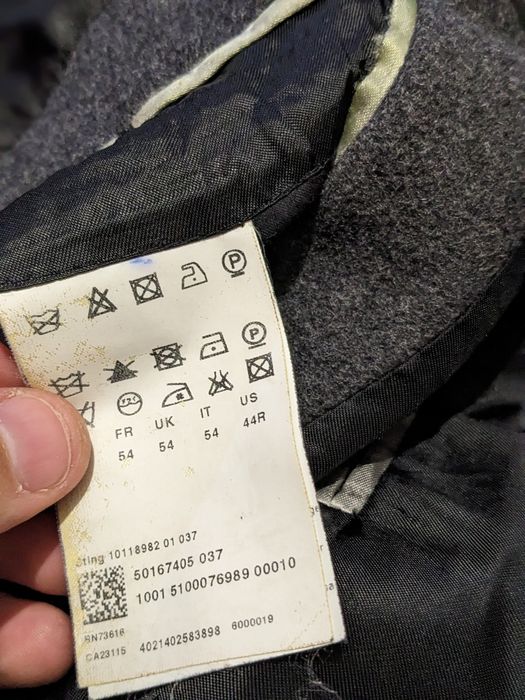 P
P
FR UK IT US
54 54 54 44R
10118982 01 037
50167405 037
1001 5100076989 00010
RN73616
CA23115 4021402583898 6000019